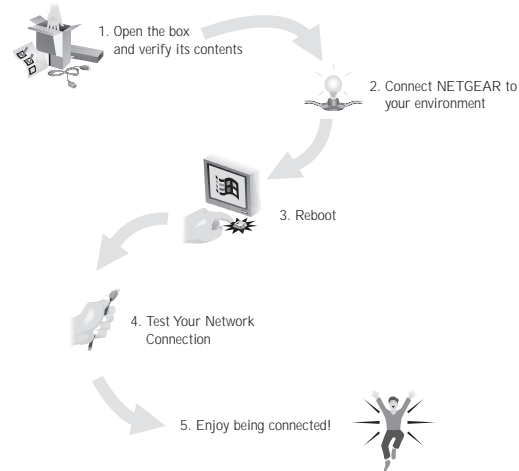 1. Open the box
and verify its contents
2. Connect NETGEAR to
your environment
3. Reboot
4. Test Your Network
Connection
5. Enjoy being connected!